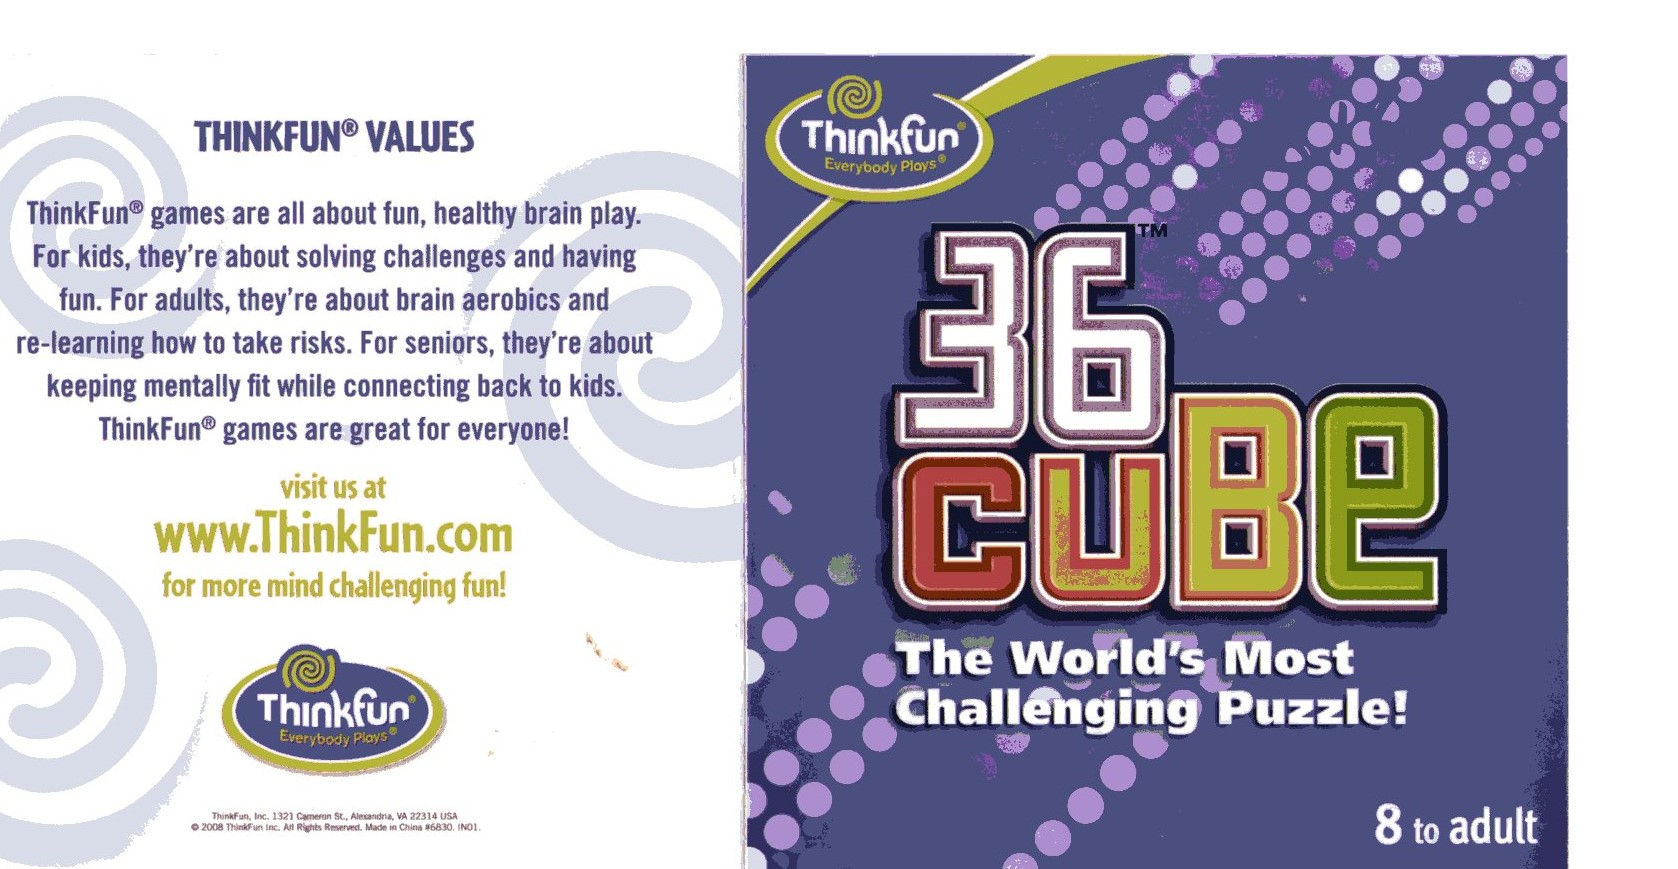 THINKFUN® VALUES
ThinkFun® games are all about fun, healthy brain play.
For kids, they're about solving challenges and having
fun. For adults, they're about brain aerobics and
re-learning how to take risks. For seniors, they're about
keeping mentally fit while connecting back to kids.
ThinkFun® games are great for everyone!
visit us at
www.ThinkFun.com
for more mind challenging fun!
Thinkfun®
Everybody Plays®
ThinkFun, Inc. 1321 Cameron St., Alexandria, VA 22314 USA
© 2008 ThinkFun Inc. All Rights Reserved. Made in China #6830. IN01.
Thinkfun®
Everybody Plays®
36™
CUBE
The World's Most
Challenging Puzzle!
8 to adult